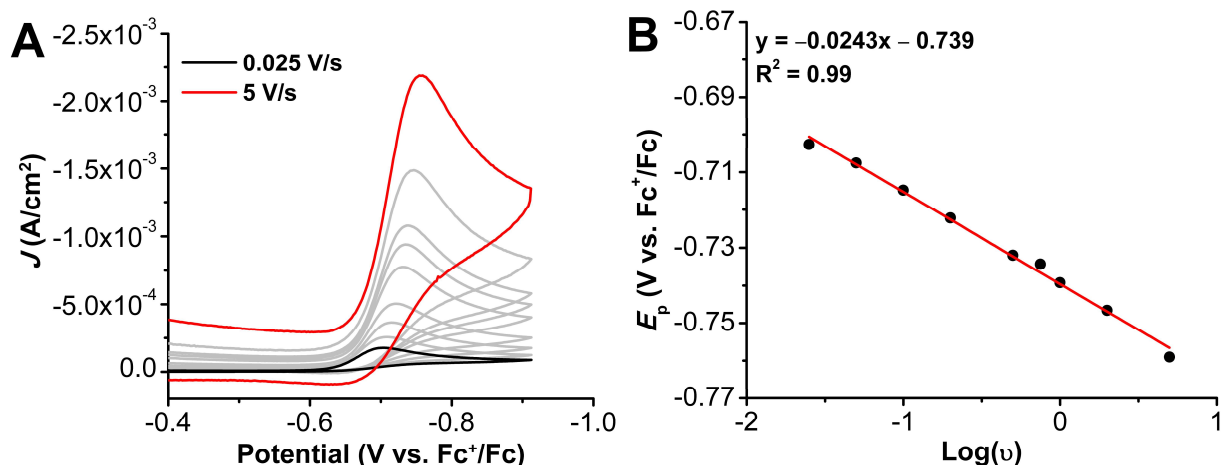 A
-2.5x10⁻³
-2.0x10⁻³
-1.5x10⁻³
-1.0x10⁻³
-5.0x10⁻⁴
0.0
J (A/cm²)
0.025 V/s
5 V/s
-0.4
-0.6
-0.8
-1.0
Potential (V vs. Fc⁺/Fc)
B
-0.67
-0.69
-0.71
-0.73
-0.75
-0.77
Eₚ (V vs. Fc⁺/Fc)
y = −0.0243x − 0.739
R² = 0.99
-2
-1
0
1
Log(υ)